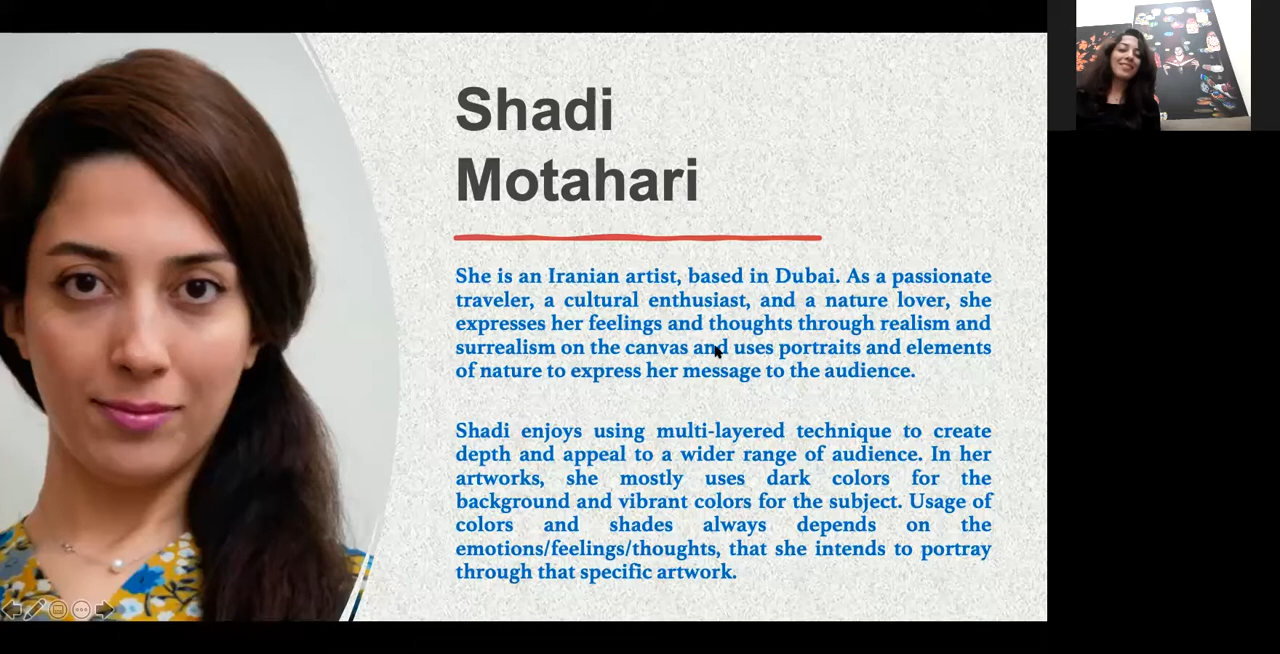 Shadi
Motahari
She is an Iranian artist, based in Dubai. As a passionate
traveler, a cultural enthusiast, and a nature lover, she
expresses her feelings and thoughts through realism and
surrealism on the canvas and uses portraits and elements
of nature to express her message to the audience.
Shadi enjoys using multi-layered technique to create
depth and appeal to a wider range of audience. In her
artworks, she mostly uses dark colors for the
background and vibrant colors for the subject. Usage of
colors and shades always depends on the
emotions/feelings/thoughts, that she intends to portray
through that specific artwork.